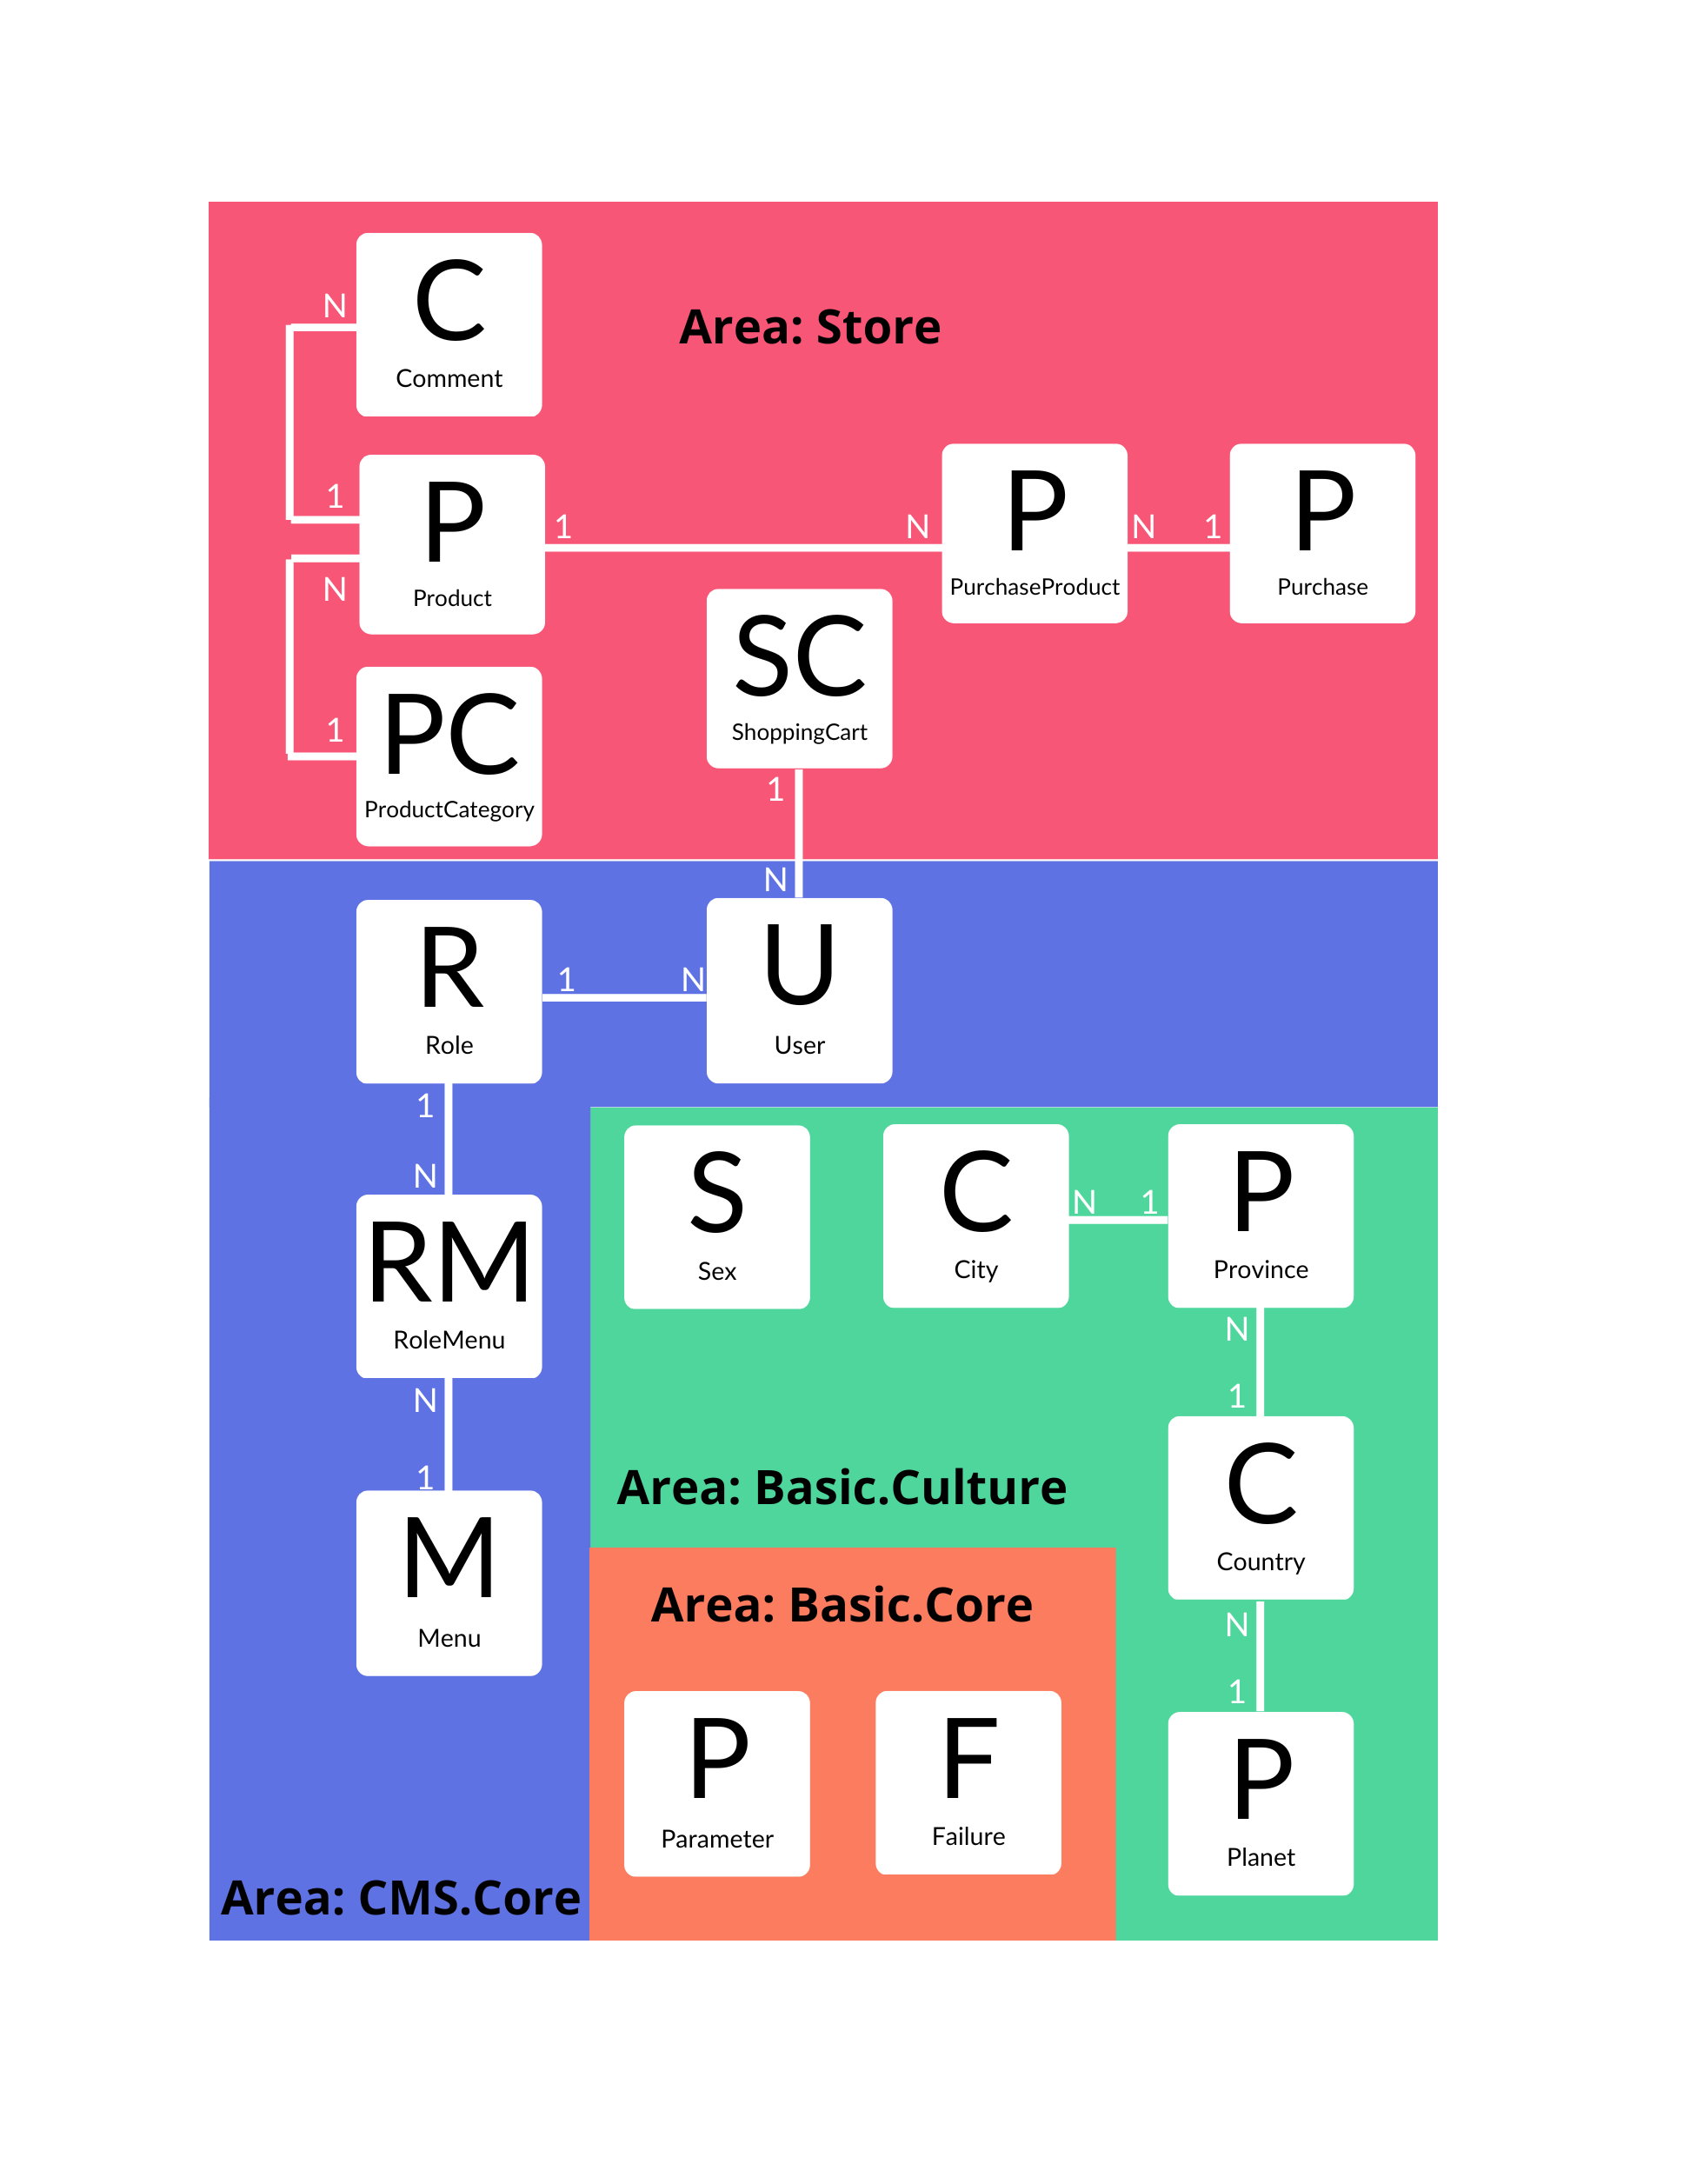 C
Comment
N
Area: Store
1
P
Product
1
N
P
PurchaseProduct
N
1
P
Purchase
N
SC
ShoppingCart
1
PC
ProductCategory
1
N
R
Role
1
N
U
User
1
N
RM
RoleMenu
N
1
M
Menu
S
Sex
C
City
N
1
P
Province
N
1
C
Country
Area: Basic.Culture
N
1
P
Planet
Area: Basic.Core
P
Parameter
F
Failure
Area: CMS.Core